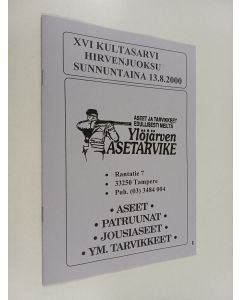 XVI KULTASARVI
HIRVENJUOKSU
SUNNUNTAINA 13.8.2000
ASEET JA TARVIKKEET
EDULLISESTI MEILTÄ
Ylöjärven
ASETARVIKE
• Rantatie 7
• 33250 Tampere
• Puh. (03) 3484 004
• ASEET •
• PATRUUNAT •
• JOUSIASEET •
• YM. TARVIKKEET •